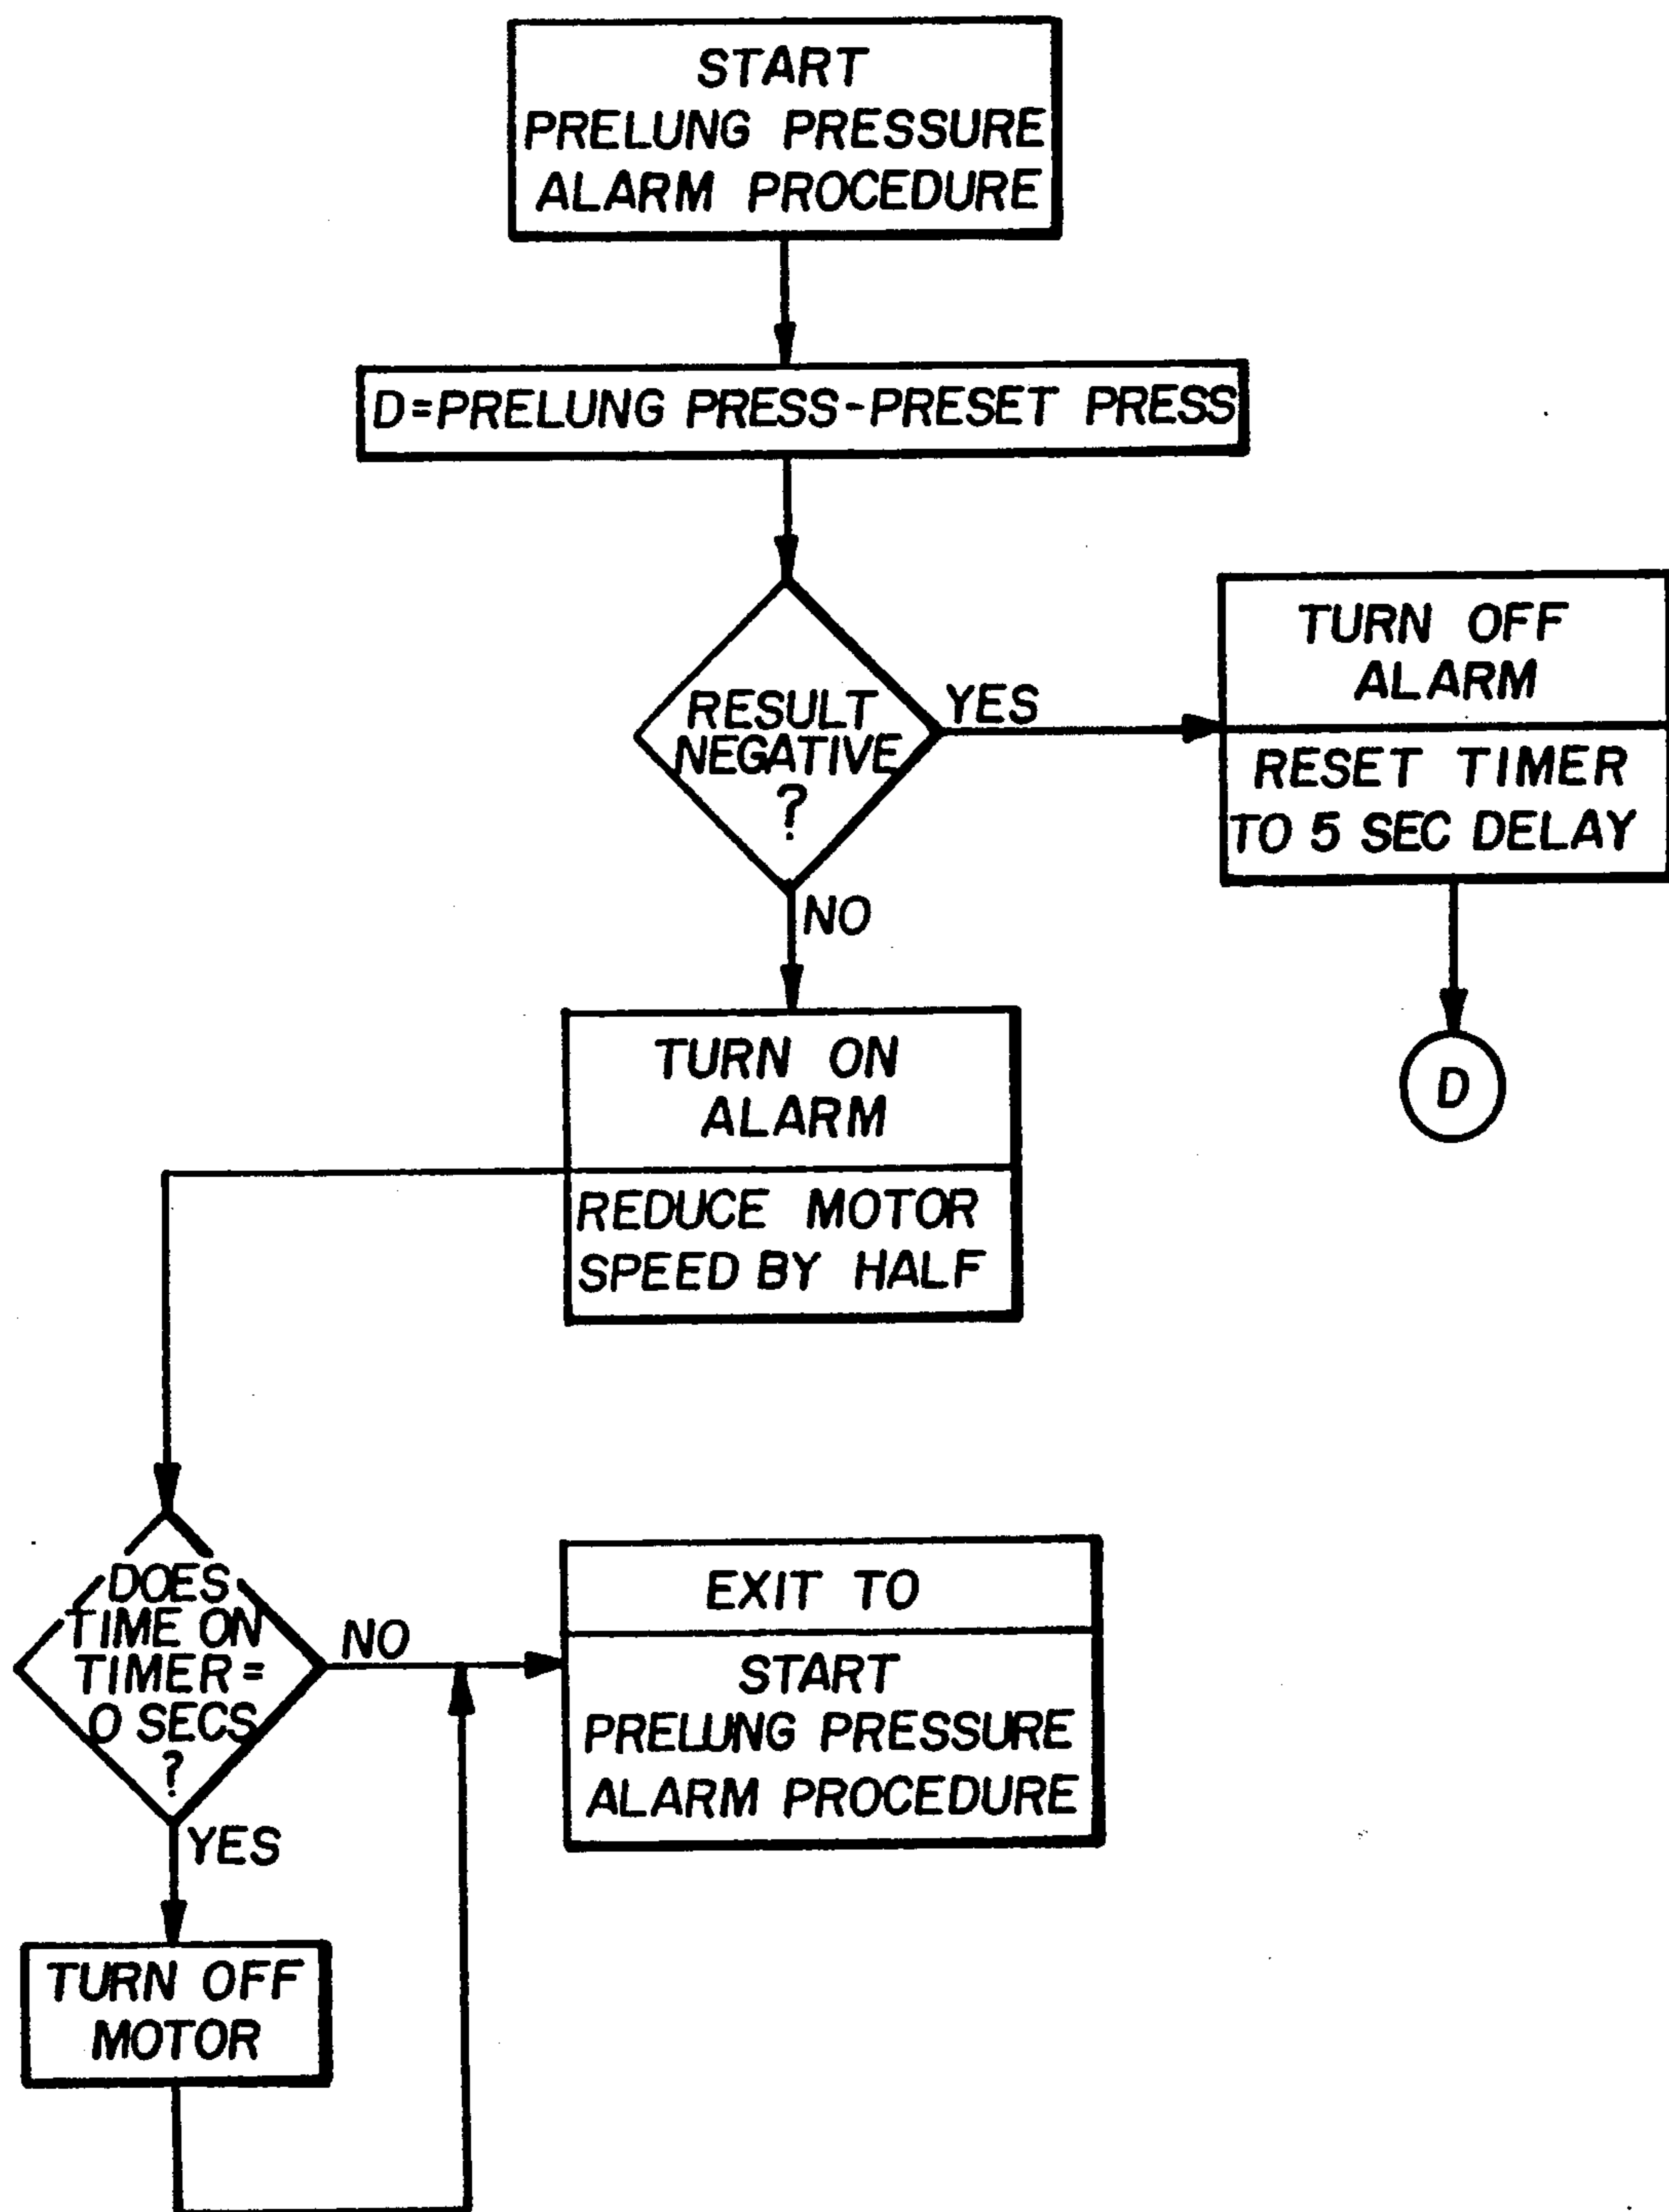 START
PRELUNG PRESSURE
ALARM PROCEDURE
D=PRELUNG PRESS-PRESET PRESS
RESULT
NEGATIVE
?
YES
TURN OFF
ALARM
RESET TIMER
TO 5 SEC DELAY
D
NO
TURN ON
ALARM
REDUCE MOTOR
SPEED BY HALF
DOES
TIME ON
TIMER=
0 SECS
?
NO
EXIT TO
START
PRELUNG PRESSURE
ALARM PROCEDURE
YES
TURN OFF
MOTOR